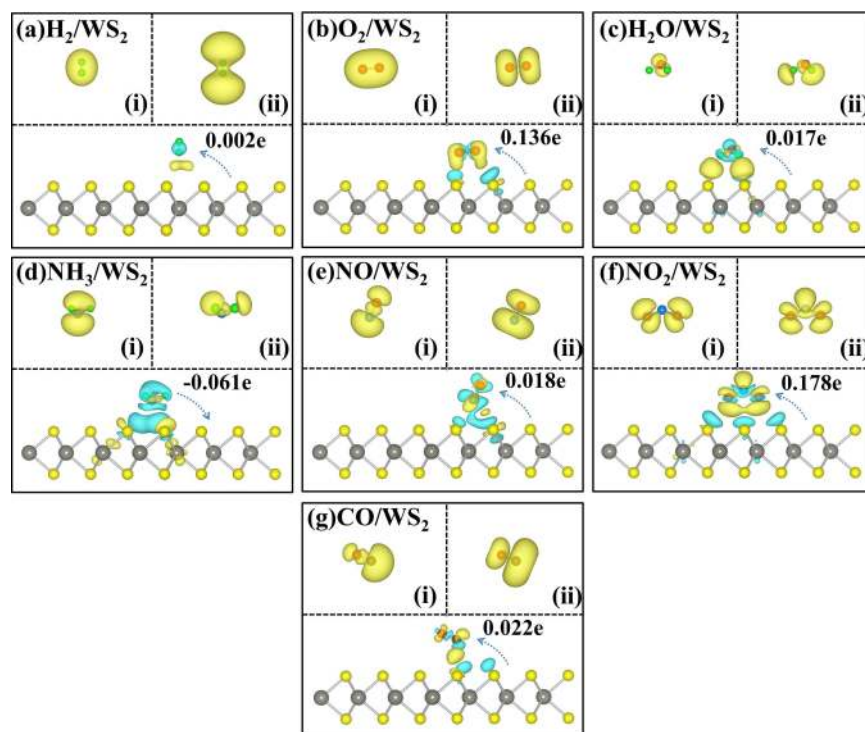 (a)H₂/WS₂
(i)
(ii)
0.002e
(b)O₂/WS₂
(i)
(ii)
0.136e
(c)H₂O/WS₂
(i)
(ii)
0.017e
(d)NH₃/WS₂
(i)
(ii)
-0.061e
(e)NO/WS₂
(i)
(ii)
0.018e
(f)NO₂/WS₂
(i)
(ii)
0.178e
(g)CO/WS₂
(i)
(ii)
0.022e